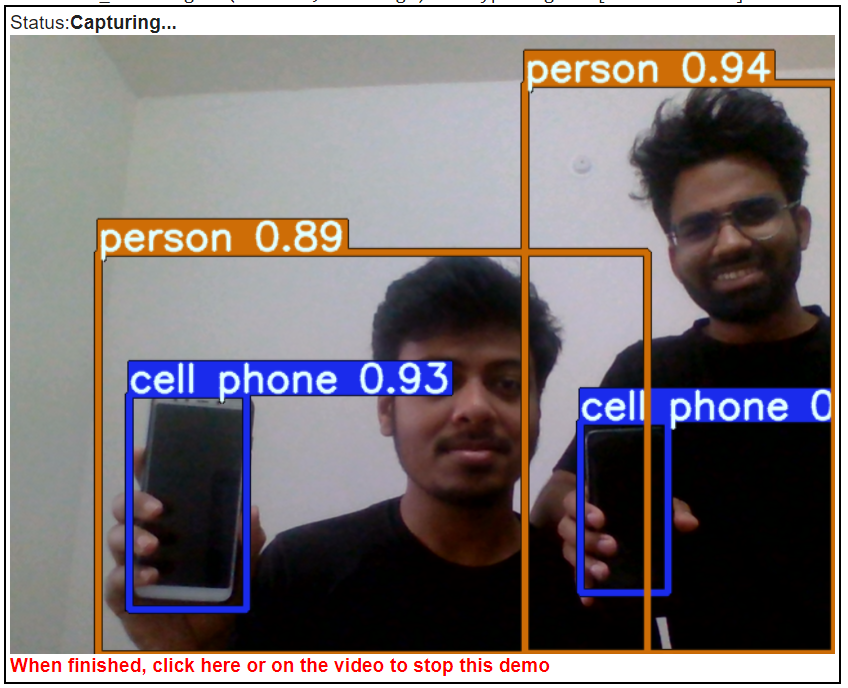 Status:Capturing...
person 0.94
person 0.89
cell phone 0.93
cell phone 0
When finished, click here or on the video to stop this demo